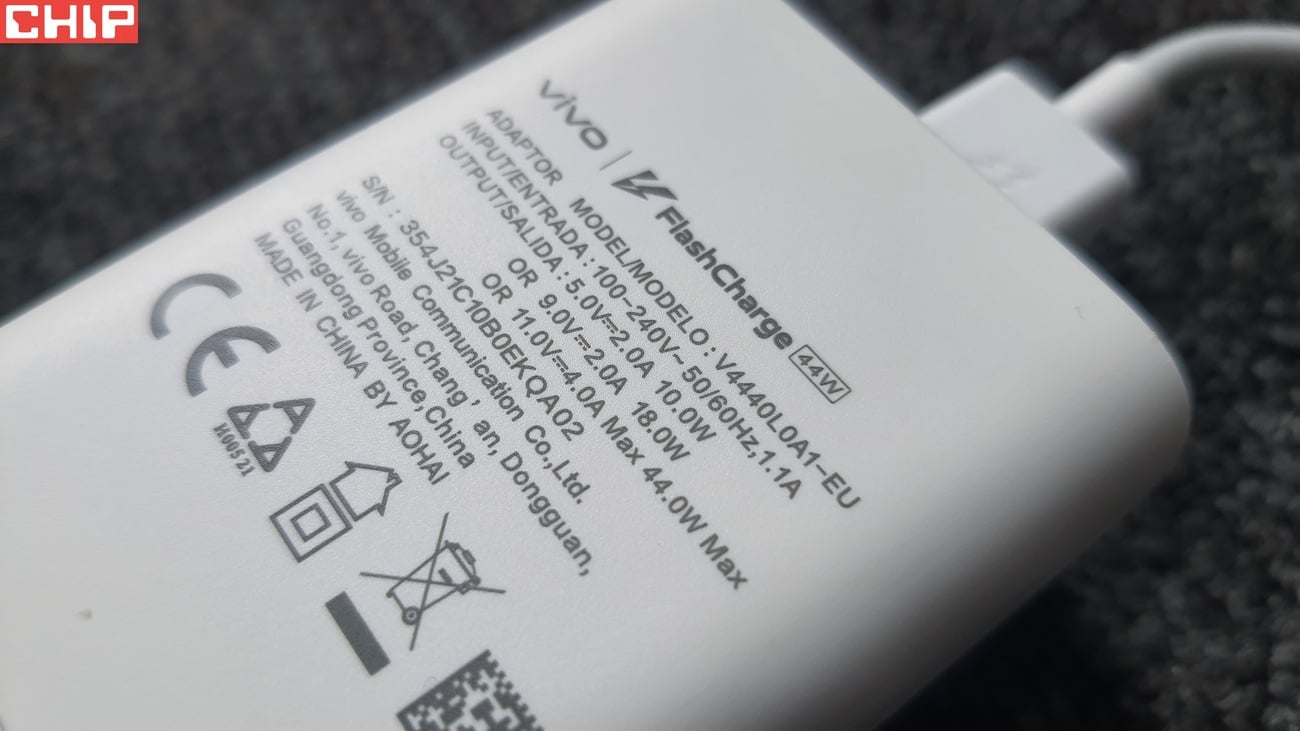 CHIP
vivo | FlashCharge 44W
ADAPTOR MODEL/MODELO : V4440L0A1-EU
INPUT/ENTRADA : 100-240V~50/60Hz,1.1A
OUTPUT/SALIDA : 5.0V⎓2.0A 10.0W
OR 9.0V⎓2.0A 18.0W
OR 11.0V⎓4.0A Max 44.0W Max
S/N : 354J21C10B0EKQA02
vivo Mobile Communication Co.,Ltd.
No.1, vivo Road, Chang' an, Dongguan,
Guangdong Province,China
MADE IN CHINA BY AOHAI
CE